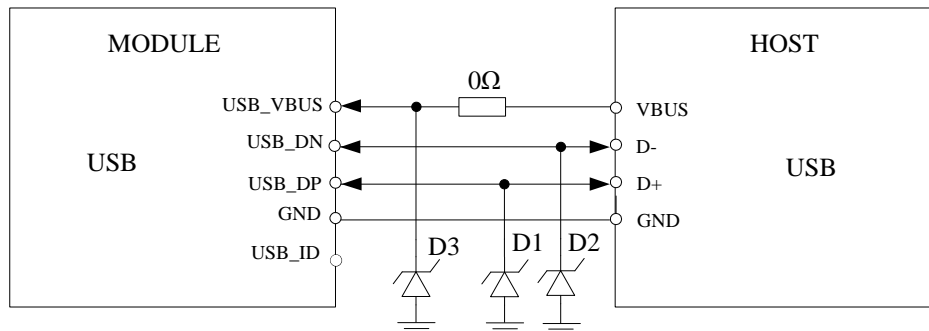 MODULE
HOST
0Ω
USB_VBUS
VBUS
USB_DN
D-
USB
USB
USB_DP
D+
GND
GND
USB_ID
D3
D1
D2